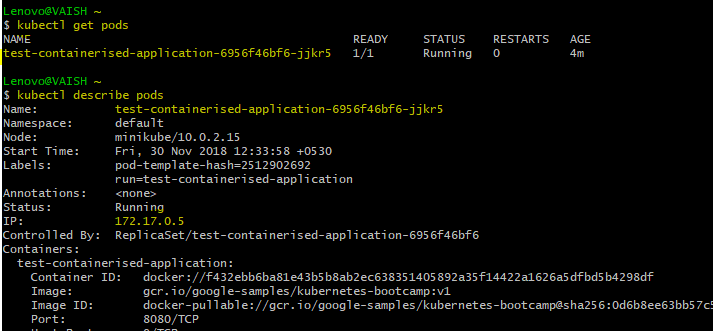 Lenovo@VAISH ~
$ kubectl get pods
NAME READY STATUS RESTARTS AGE
test-containerised-application-6956f46bf6-jjkr5 1/1 Running 0 4m
Lenovo@VAISH ~
$ kubectl describe pods
Name: test-containerised-application-6956f46bf6-jjkr5
Namespace: default
Node: minikube/10.0.2.15
Start Time: Fri, 30 Nov 2018 12:33:58 +0530
Labels: pod-template-hash=2512902692
run=test-containerised-application
Annotations: <none>
Status: Running
IP: 172.17.0.5
Controlled By: ReplicaSet/test-containerised-application-6956f46bf6
Containers:
test-containerised-application:
Container ID: docker://f432ebb6ba81e43b5b8ab2ec638351405892a35f14422a1626a5dfbd5b4298df
Image: gcr.io/google-samples/kubernetes-bootcamp:v1
Image ID: docker-pullable://gcr.io/google-samples/kubernetes-bootcamp@sha256:0d6b8ee63bb57c5
Port: 8080/TCP